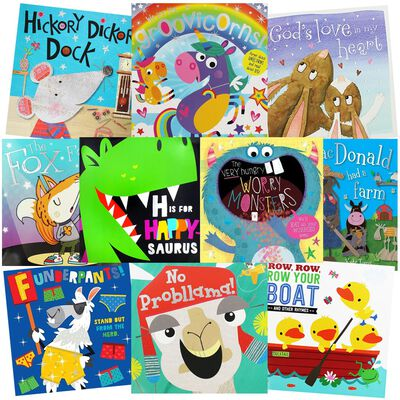 HICKORY DICKORY
DOCK
groovicorns!
God's love in my
heart
The
Fox
H IS FOR
HAPPY
SAURUS
The
VERY HUNGRY
WORRY
MONSTERS
Donald
had a
farm
FUNDERPANTS!
STAND OUT
FROM THE
HERD.
No
Probllama!
ROW, ROW,
ROW YOUR
BOAT
AND OTHER RHYMES